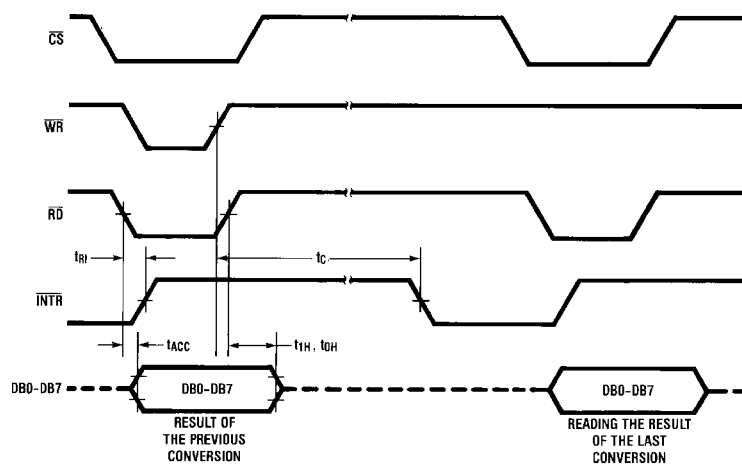 CS
WR
RD
tRI
tC
INTR
tACC
t1H, t0H
DB0-DB7
DB0-DB7
DB0-DB7
RESULT OF
THE PREVIOUS
CONVERSION
READING THE RESULT
OF THE LAST
CONVERSION